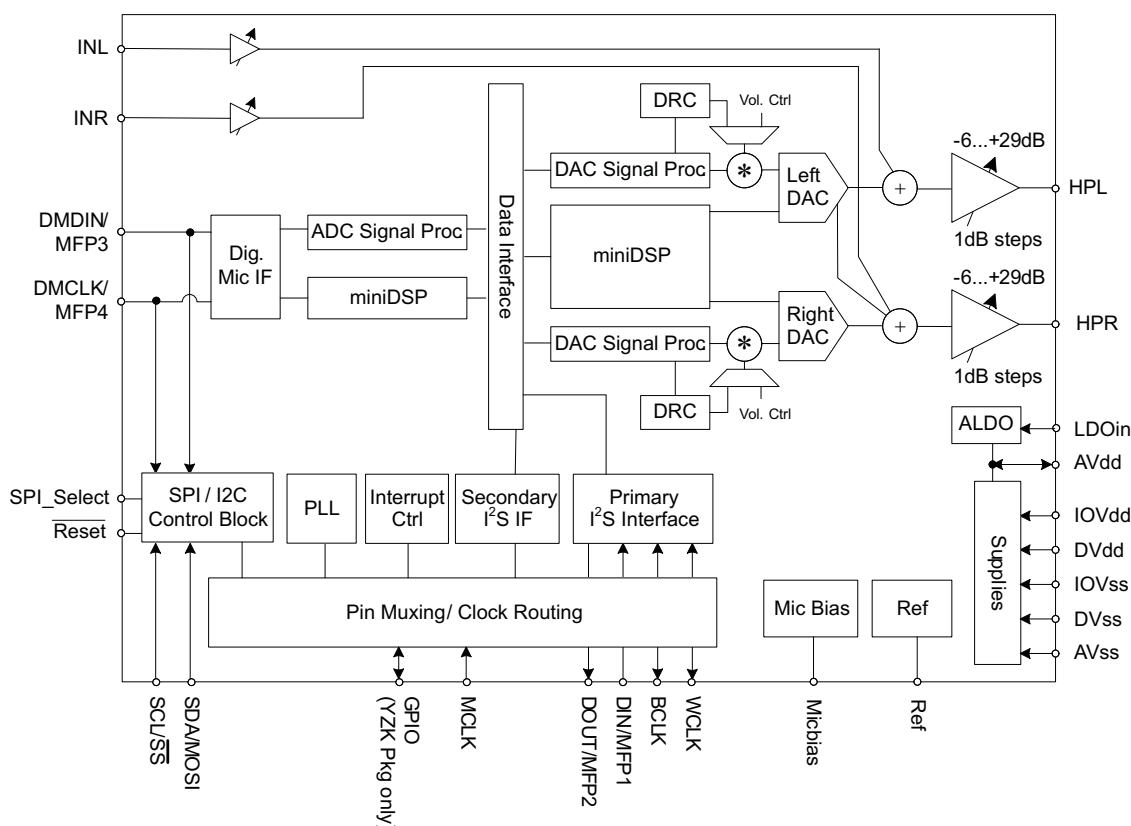 INL
INR
DMDIN/
MFP3
DMCLK/
MFP4
Dig.
Mic IF
ADC Signal Proc.
miniDSP
Data Interface
DRC
Vol. Ctrl
DAC Signal Proc.
*
Left
DAC
miniDSP
Right
DAC
DAC Signal Proc.
*
DRC
Vol. Ctrl
+
-6...+29dB
1dB steps
HPL
+
-6...+29dB
1dB steps
HPR
ALDO
LDOin
AVdd
Supplies
IOVdd
DVdd
IOVss
DVss
AVss
SPI_Select
Reset
SPI / I2C
Control Block
PLL
Interrupt
Ctrl
Secondary
I²S IF
Primary
I²S Interface
Pin Muxing/ Clock Routing
Mic Bias
Ref
SCL/SS
SDA/MOSI
GPIO
(YZK Pkg only)
MCLK
DOUT/MFP2
DIN/MFP1
BCLK
WCLK
Micbias
Ref